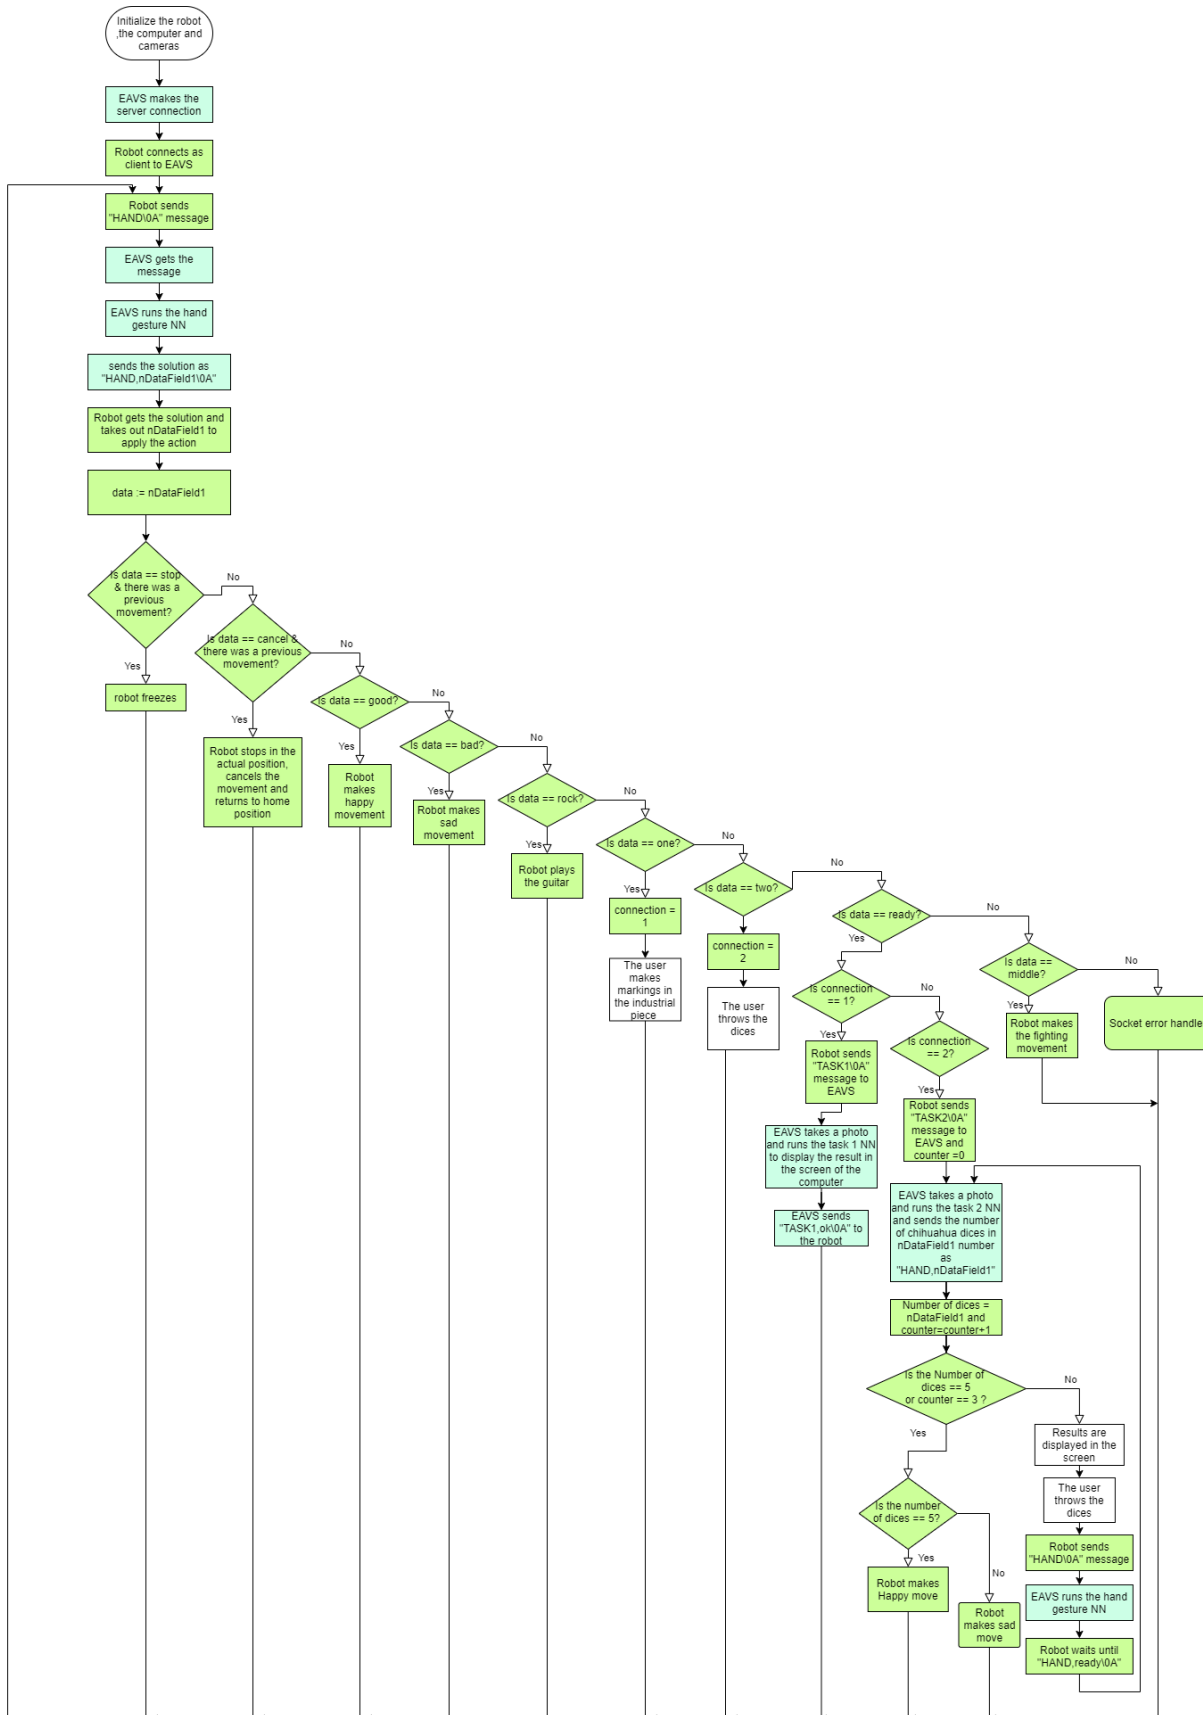 Initialize the robot
,the computer and
cameras
EAVS makes the
server connection
Robot connects as
client to EAVS
Robot sends
"HAND\0A" message
EAVS gets the
message
EAVS runs the hand
gesture NN
sends the solution as
"HAND,nDataField1\0A"
Robot gets the solution and
takes out nDataField1 to
apply the action
data := nDataField1
Is data == stop
& there was a
previous
movement?
No
Yes
robot freezes
Is data == cancel &
there was a previous
movement?
No
Yes
Robot stops in the
actual position,
cancels the
movement and
returns to home
position
Is data == good?
No
Yes
Robot
makes
happy
movement
Is data == bad?
No
Yes
Robot makes
sad
movement
Is data == rock?
No
Yes
Robot plays
the guitar
Is data == one?
No
Yes
connection =
1
The user
makes
markings in
the industrial
piece
Is data == two?
No
connection =
2
The user
throws the
dices
Is data == ready?
No
Yes
Is connection
== 1?
No
Yes
Robot sends
"TASK1\0A"
message to
EAVS
EAVS takes a photo
and runs the task 1 NN
to display the result in
the screen of the
computer
EAVS sends
"TASK1,ok\0A" to
the robot
Is connection
== 2?
Yes
Robot sends
"TASK2\0A"
message to
EAVS and
counter =0
EAVS takes a photo
and runs the task 2 NN
and sends the number
of chihuahua dices in
nDataField1 number
as
"HAND,nDataField1"
Number of dices =
nDataField1 and
counter=counter+1
Is the Number of
dices == 5
or counter == 3 ?
No
Yes
Is the number
of dices == 5?
Yes
No
Robot makes
Happy move
Robot
makes sad
move
Results are
displayed in the
screen
The user
throws the
dices
Robot sends
"HAND\0A" message
EAVS runs the hand
gesture NN
Robot waits until
"HAND,ready\0A"
Is data ==
middle?
No
Yes
Robot makes
the fighting
movement
Socket error handle